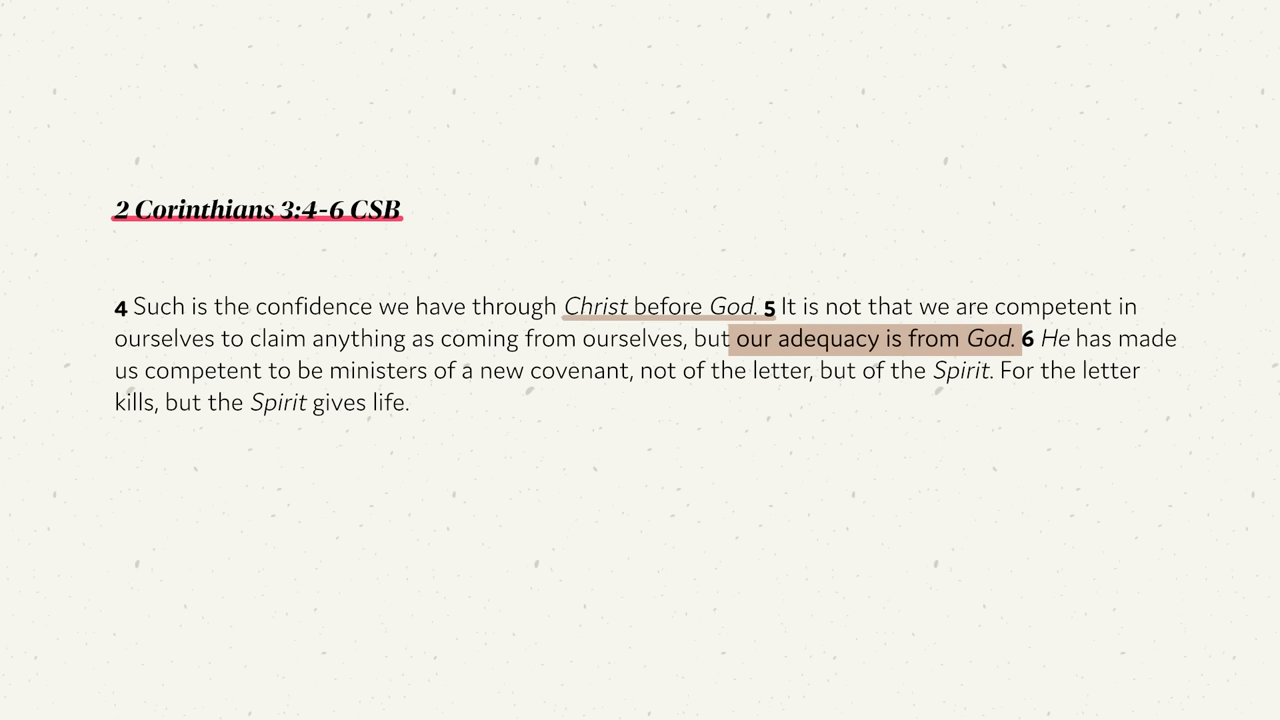 2 Corinthians 3:4-6 CSB
4 Such is the confidence we have through Christ before God. 5 It is not that we are competent in
ourselves to claim anything as coming from ourselves, but our adequacy is from God. 6 He has made
us competent to be ministers of a new covenant, not of the letter, but of the Spirit. For the letter
kills, but the Spirit gives life.